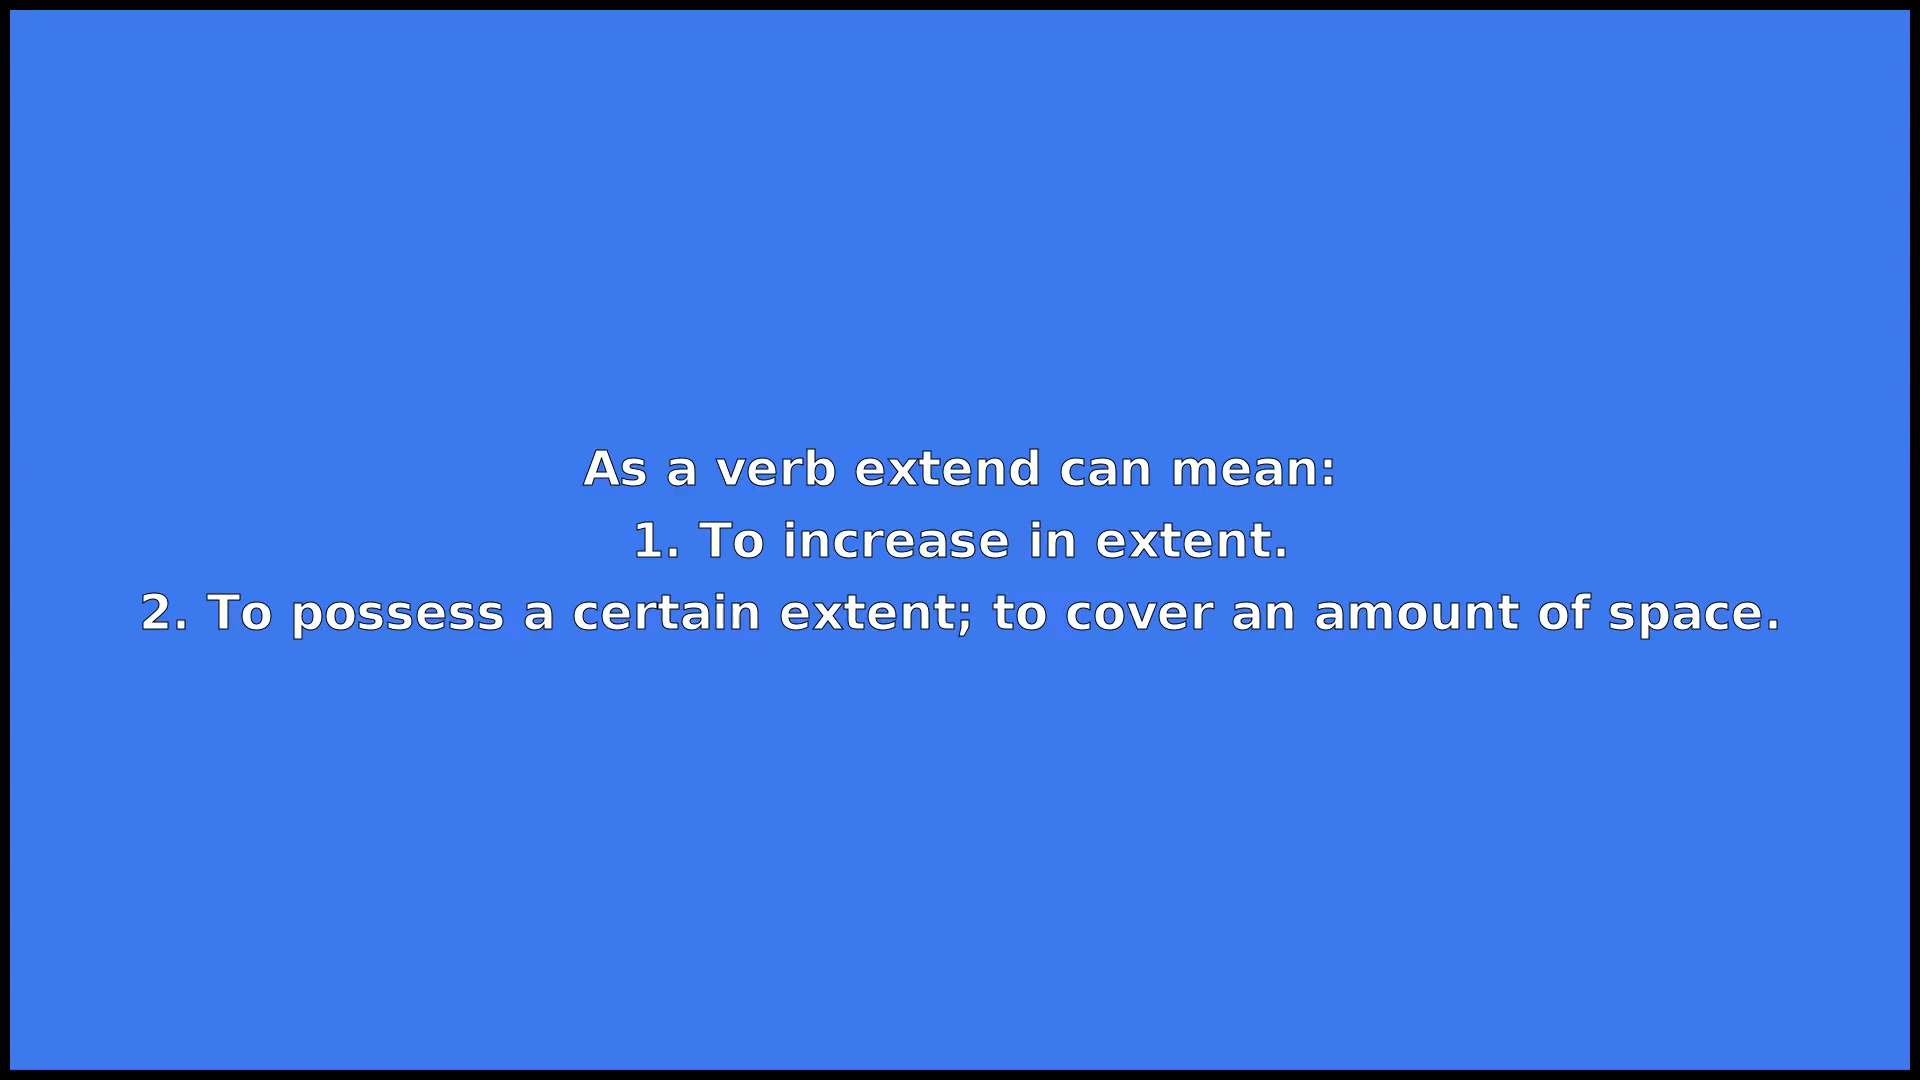 As a verb extend can mean:
1. To increase in extent.
2. To possess a certain extent; to cover an amount of space.